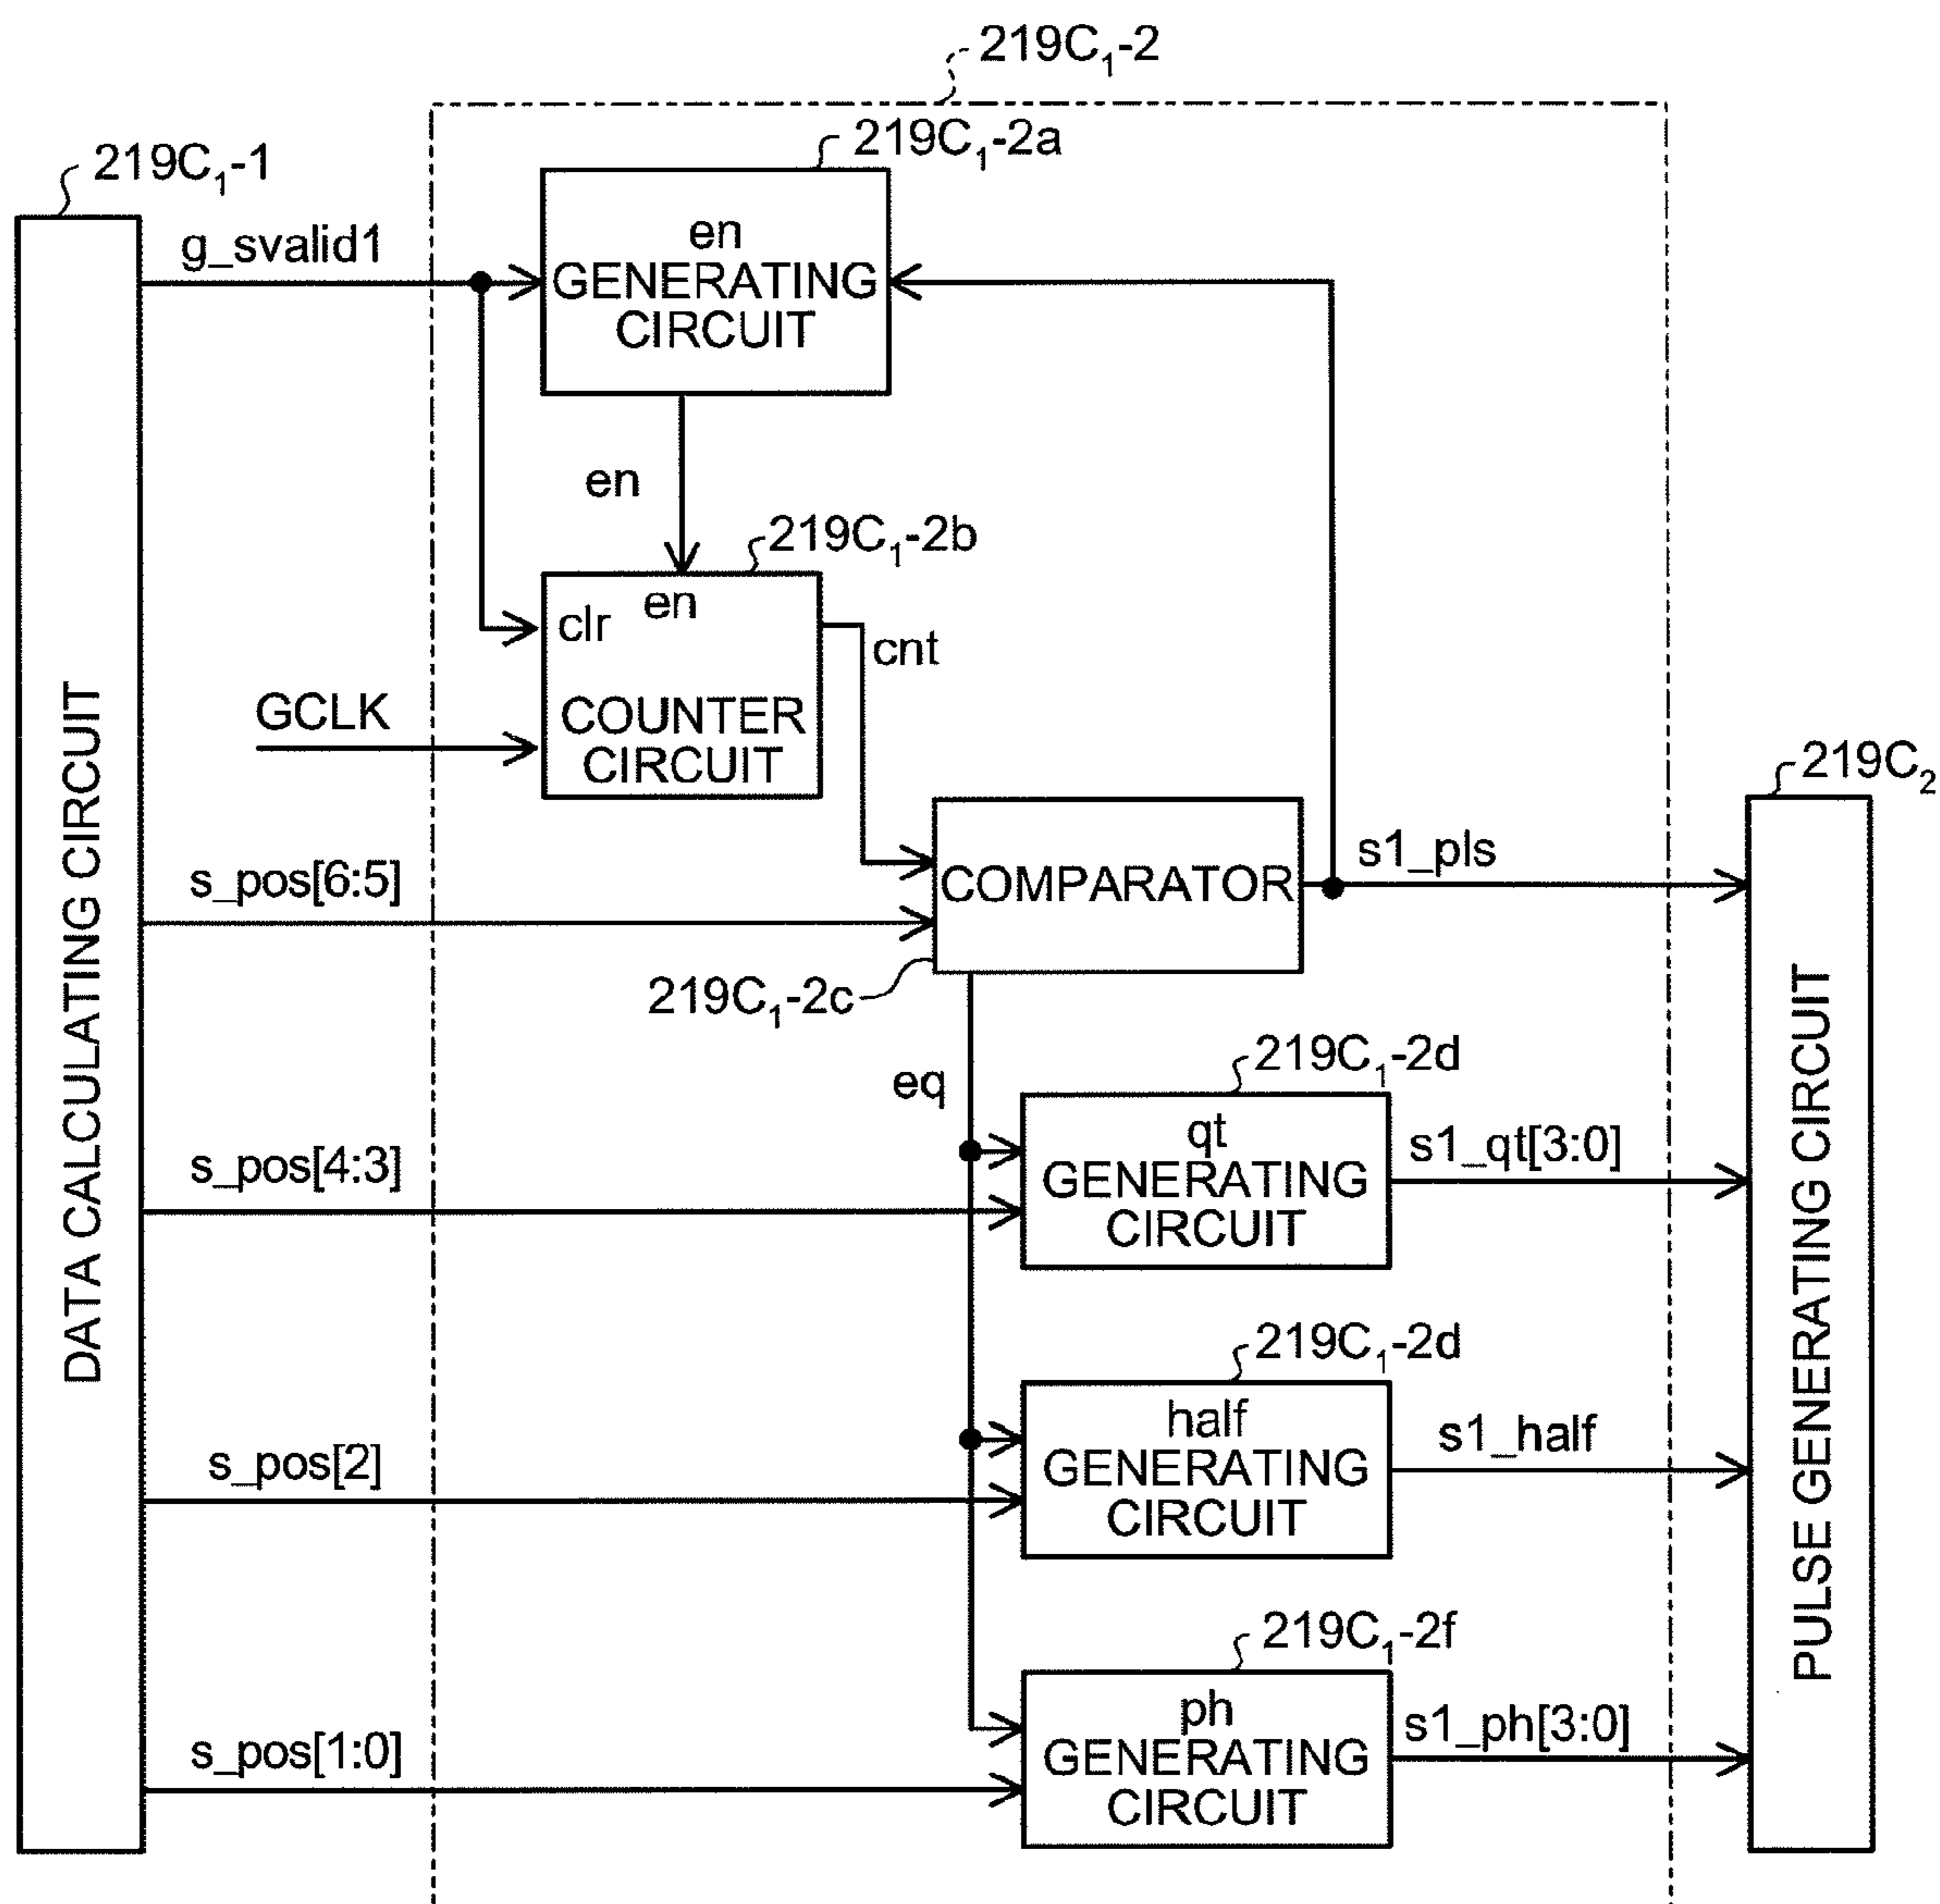 219C₁-2
219C₁-2a
219C₁-1
g_svalid1
en
GENERATING
CIRCUIT
en
219C₁-2b
clr
en
cnt
GCLK
COUNTER
CIRCUIT
219C₂
s_pos[6:5]
COMPARATOR
s1_pls
219C₁-2c
DATA CALCULATING CIRCUIT
219C₁-2d
eq
qt
GENERATING
CIRCUIT
s_pos[4:3]
s1_qt[3:0]
PULSE GENERATING CIRCUIT
219C₁-2d
half
GENERATING
CIRCUIT
s_pos[2]
s1_half
219C₁-2f
ph
GENERATING
CIRCUIT
s_pos[1:0]
s1_ph[3:0]